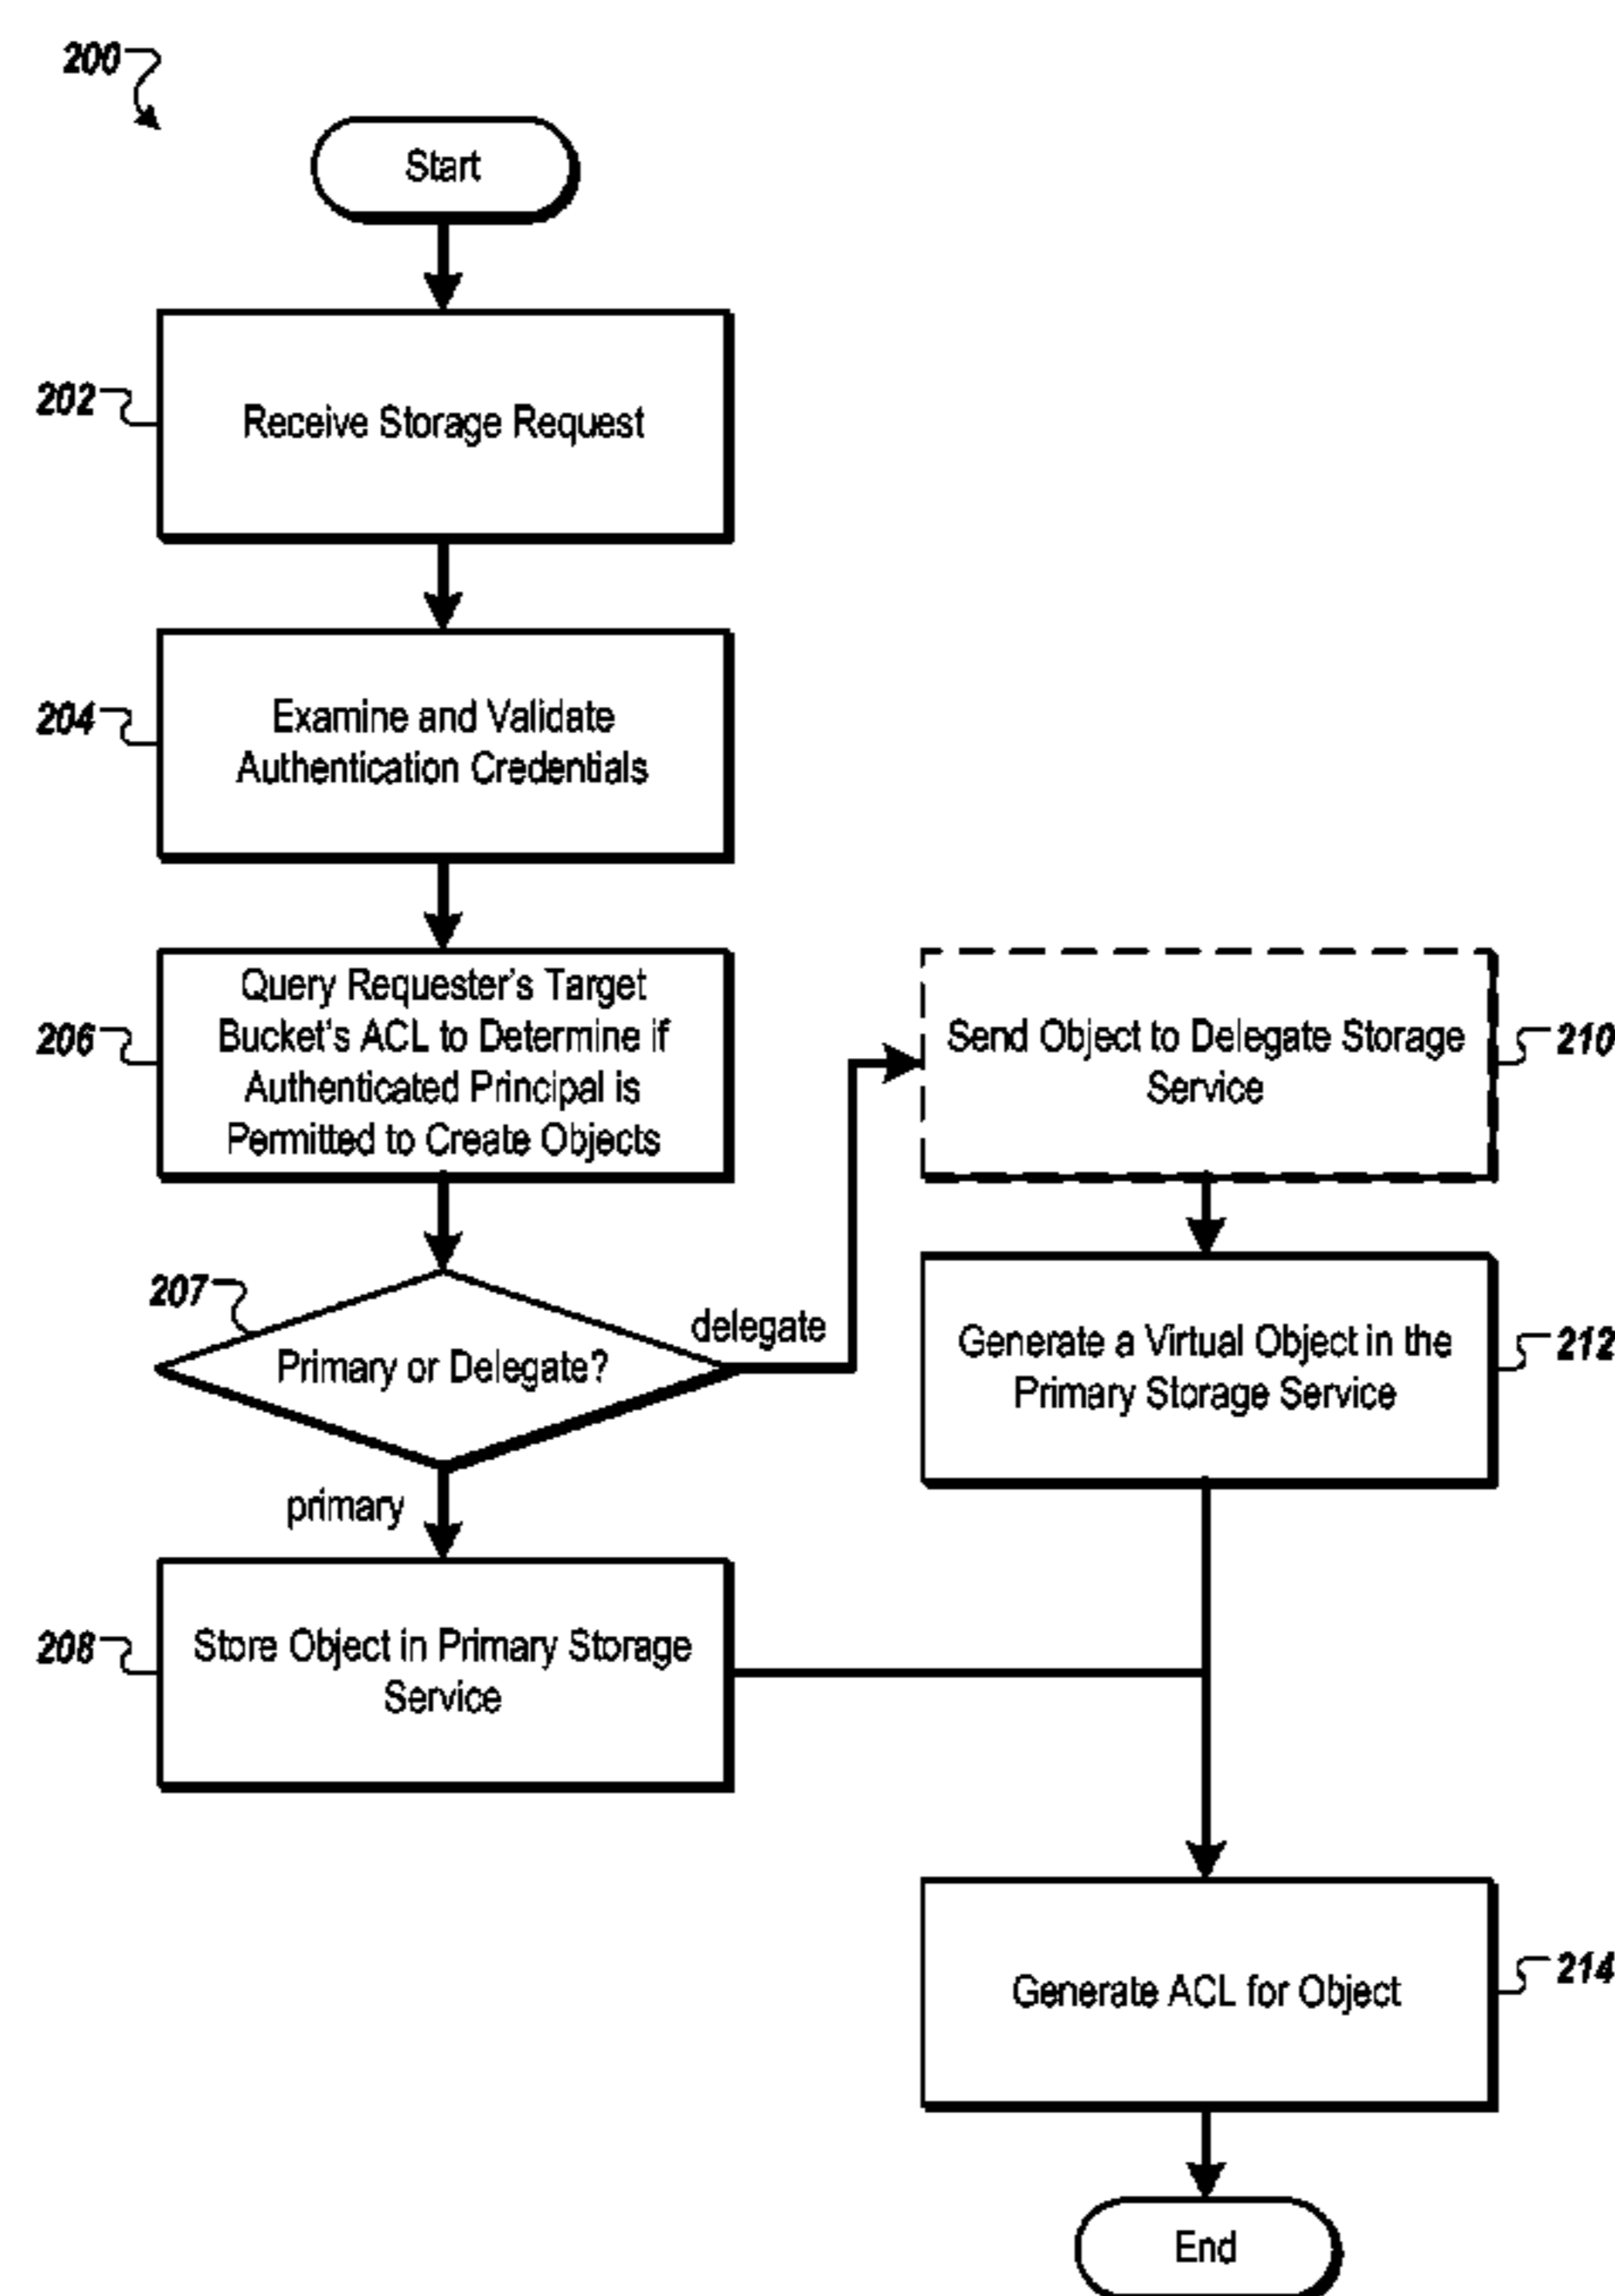 200
Start
202
Receive Storage Request
204
Examine and Validate
Authentication Credentials
206
Query Requester's Target
Bucket's ACL to Determine if
Authenticated Principal is
Permitted to Create Objects
207
Primary or Delegate?
delegate
primary
208
Store Object in Primary Storage
Service
Send Object to Delegate Storage
Service
210
Generate a Virtual Object in the
Primary Storage Service
212
Generate ACL for Object
214
End